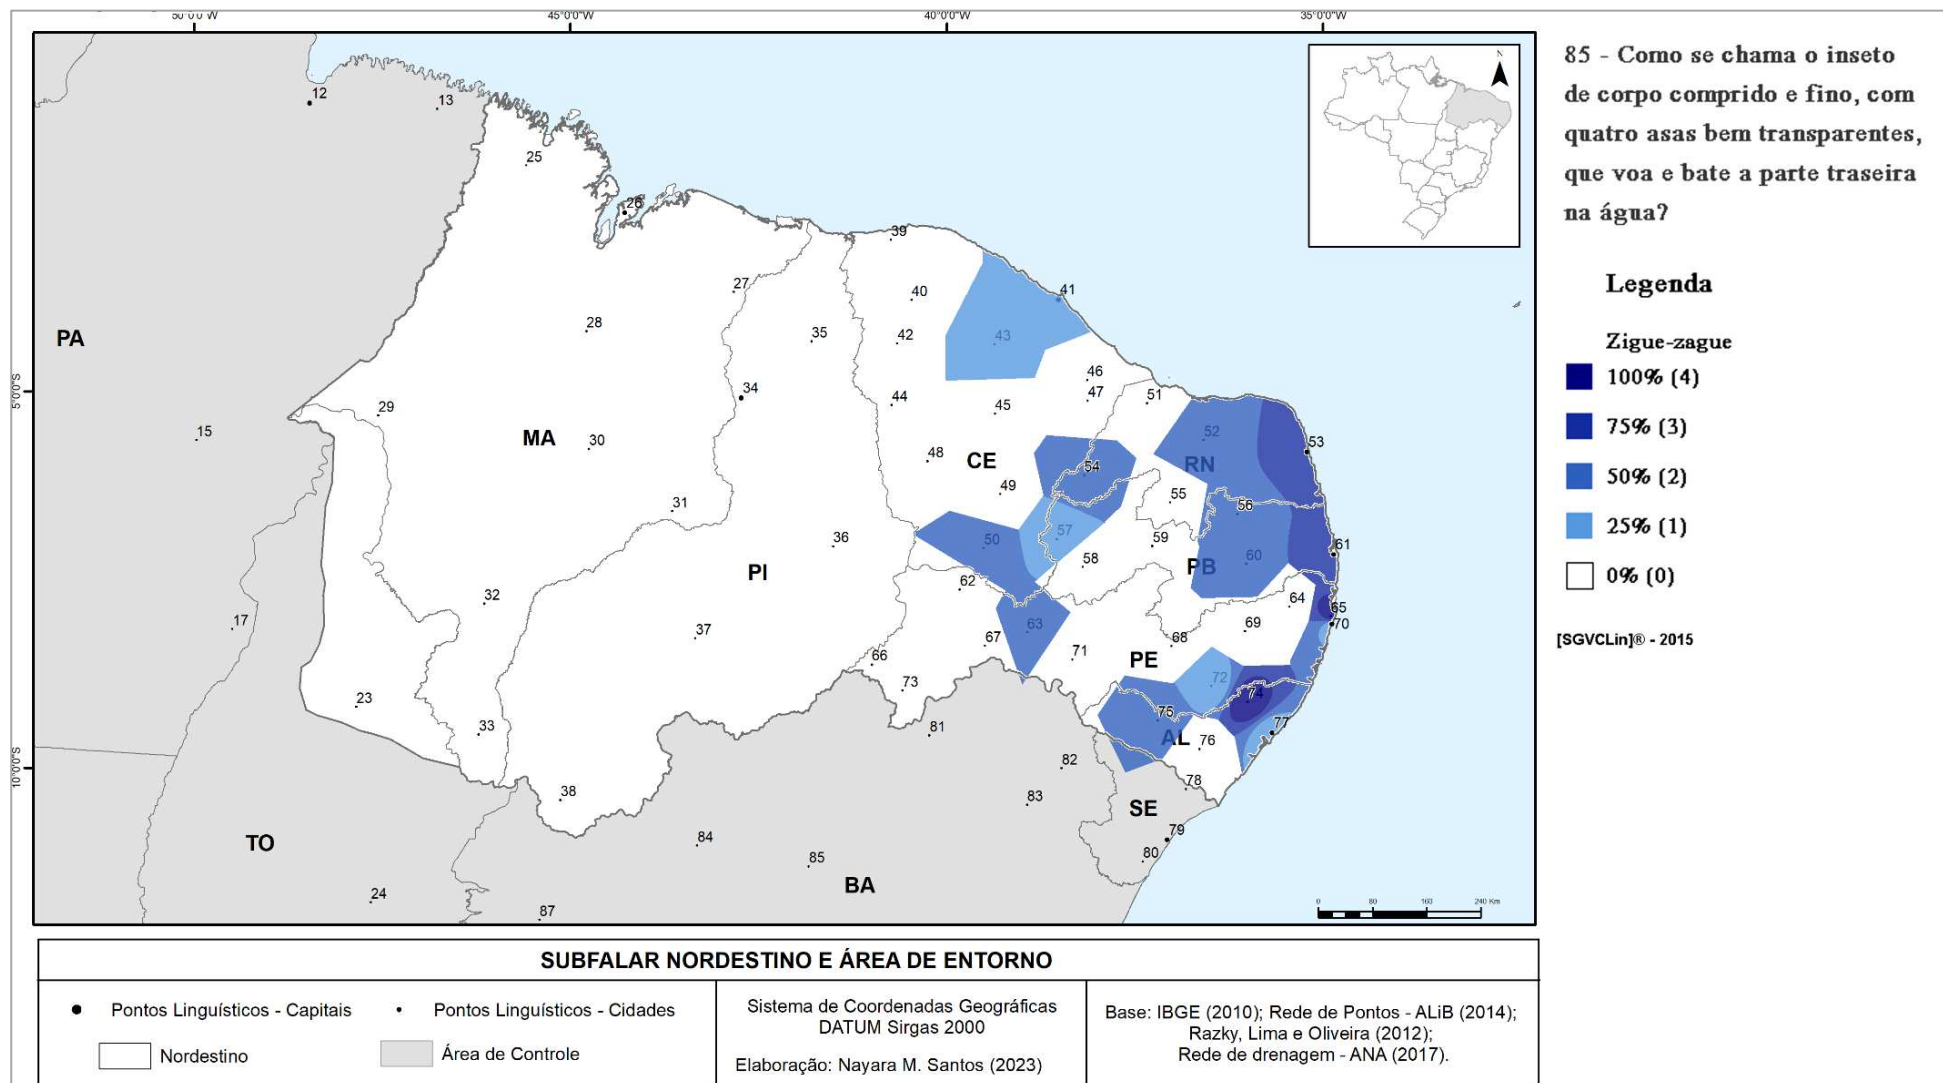 50°0'0"W
45°0'0"W
40°0'0"W
35°0'0"W
85 - Como se chama o inseto
de corpo comprido e fino, com
quatro asas bem transparentes,
que voa e bate a parte traseira
na água?
Legenda
Zigue-zague
100% (4)
75% (3)
50% (2)
25% (1)
0% (0)
[SGVCLin]® - 2015
N
12
13
25
26
39
27
40
41
28
42
43
35
PA
5°0'0"S
46
34
44
47
45
51
29
15
MA
30
52
53
48
CE
54
RN
49
55
31
56
36
50
57
59
61
58
60
PI
PB
62
32
64
65
17
37
63
69
70
67
68
66
71
PE
73
72
74
23
75
33
81
AL
76
77
10°0'0"S
82
38
78
83
SE
84
79
TO
85
80
BA
24
87
0 80 160 240 Km
SUBFALAR NORDESTINO E ÁREA DE ENTORNO
Pontos Linguísticos - Capitais
Pontos Linguísticos - Cidades
Nordestino
Área de Controle
Sistema de Coordenadas Geográficas
DATUM Sirgas 2000
Elaboração: Nayara M. Santos (2023)
Base: IBGE (2010); Rede de Pontos - ALiB (2014);
Razky, Lima e Oliveira (2012);
Rede de drenagem - ANA (2017).